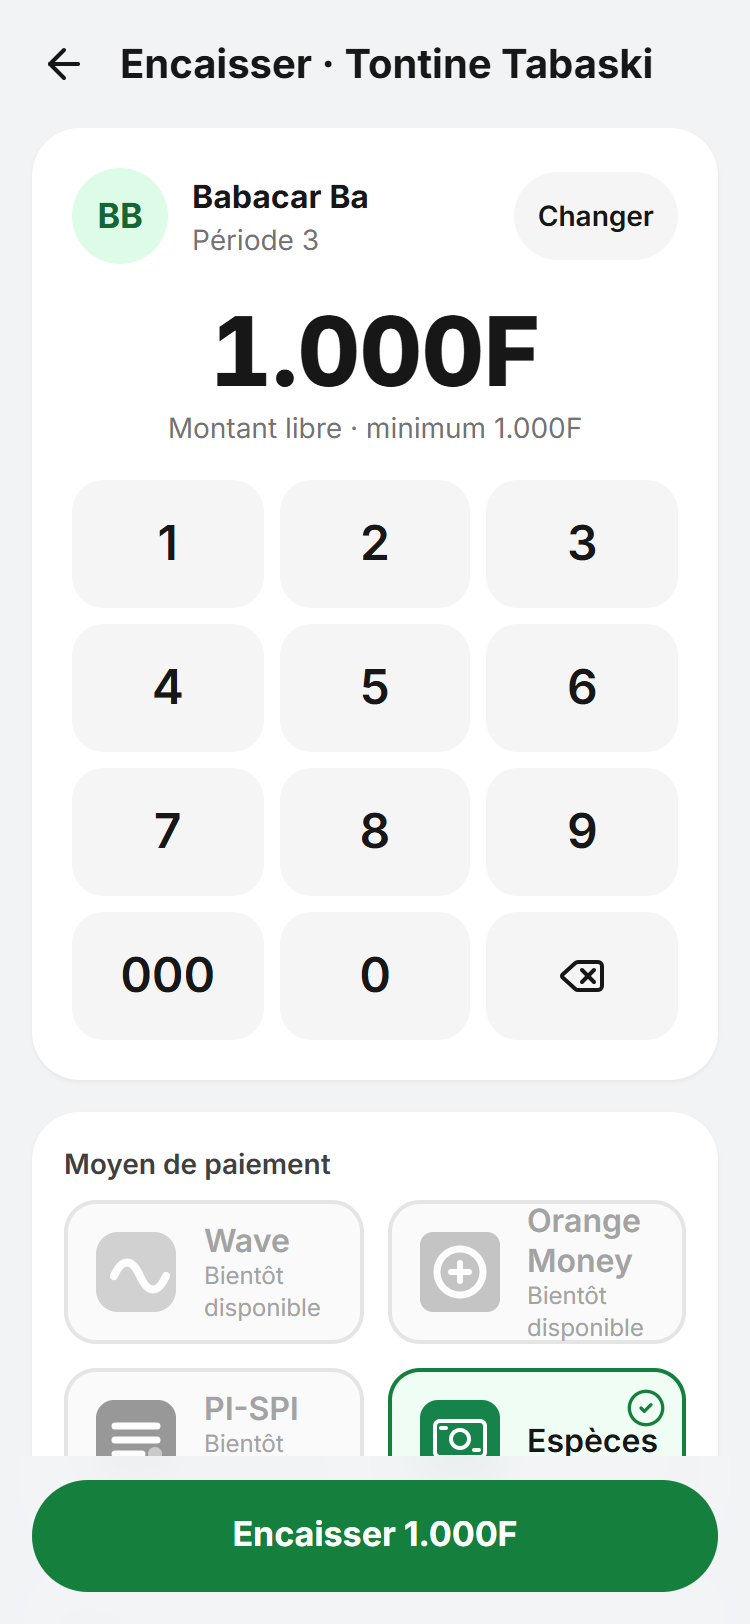 Encaisser · Tontine Tabaski
BB
Babacar Ba
Période 3
Changer
1.000F
Montant libre · minimum 1.000F
1
2
3
4
5
6
7
8
9
000
0
Moyen de paiement
Wave
Bientôt
disponible
Orange
Money
Bientôt
disponible
PI-SPI
Bientôt
Espèces
Encaisser 1.000F